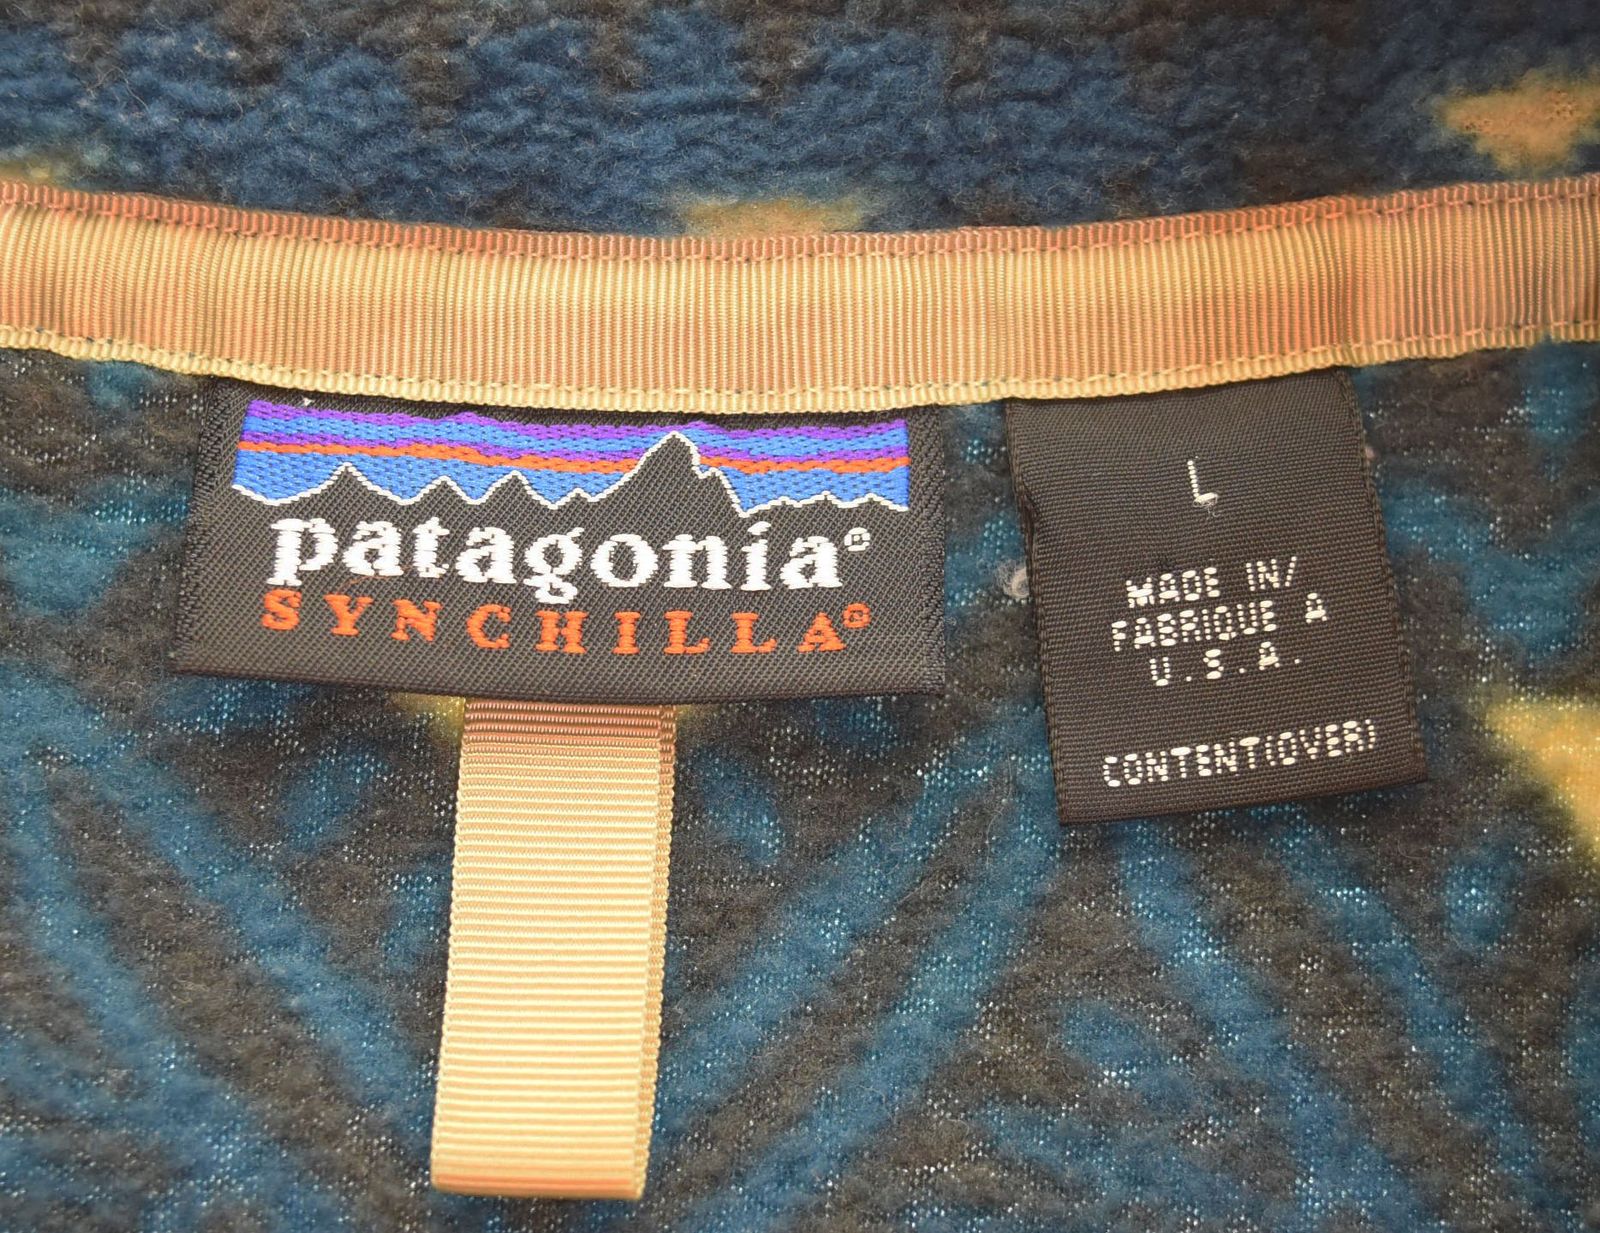 patagonia®
SYNCHILLA®
L
MADE IN/
FABRIQUE A
U.S.A.
CONTENT(OVER)